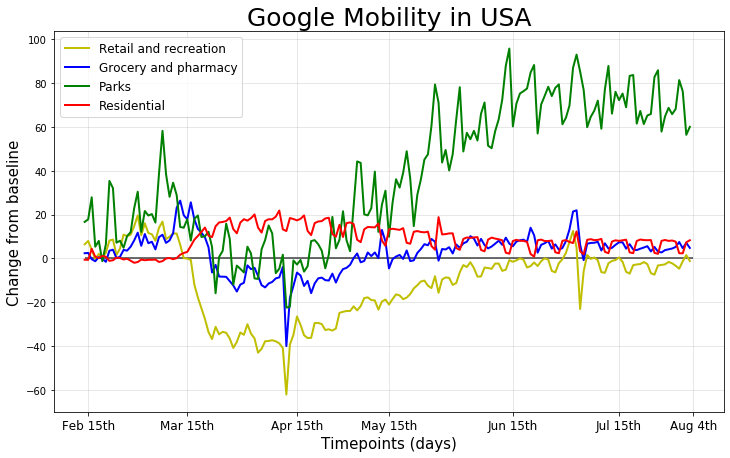 Google Mobility in USA
Change from baseline
100
80
60
40
20
0
−20
−40
−60
Retail and recreation
Grocery and pharmacy
Parks
Residential
Feb 15th Mar 15th Apr 15th May 15th Jun 15th Jul 15th Aug 4th
Timepoints (days)